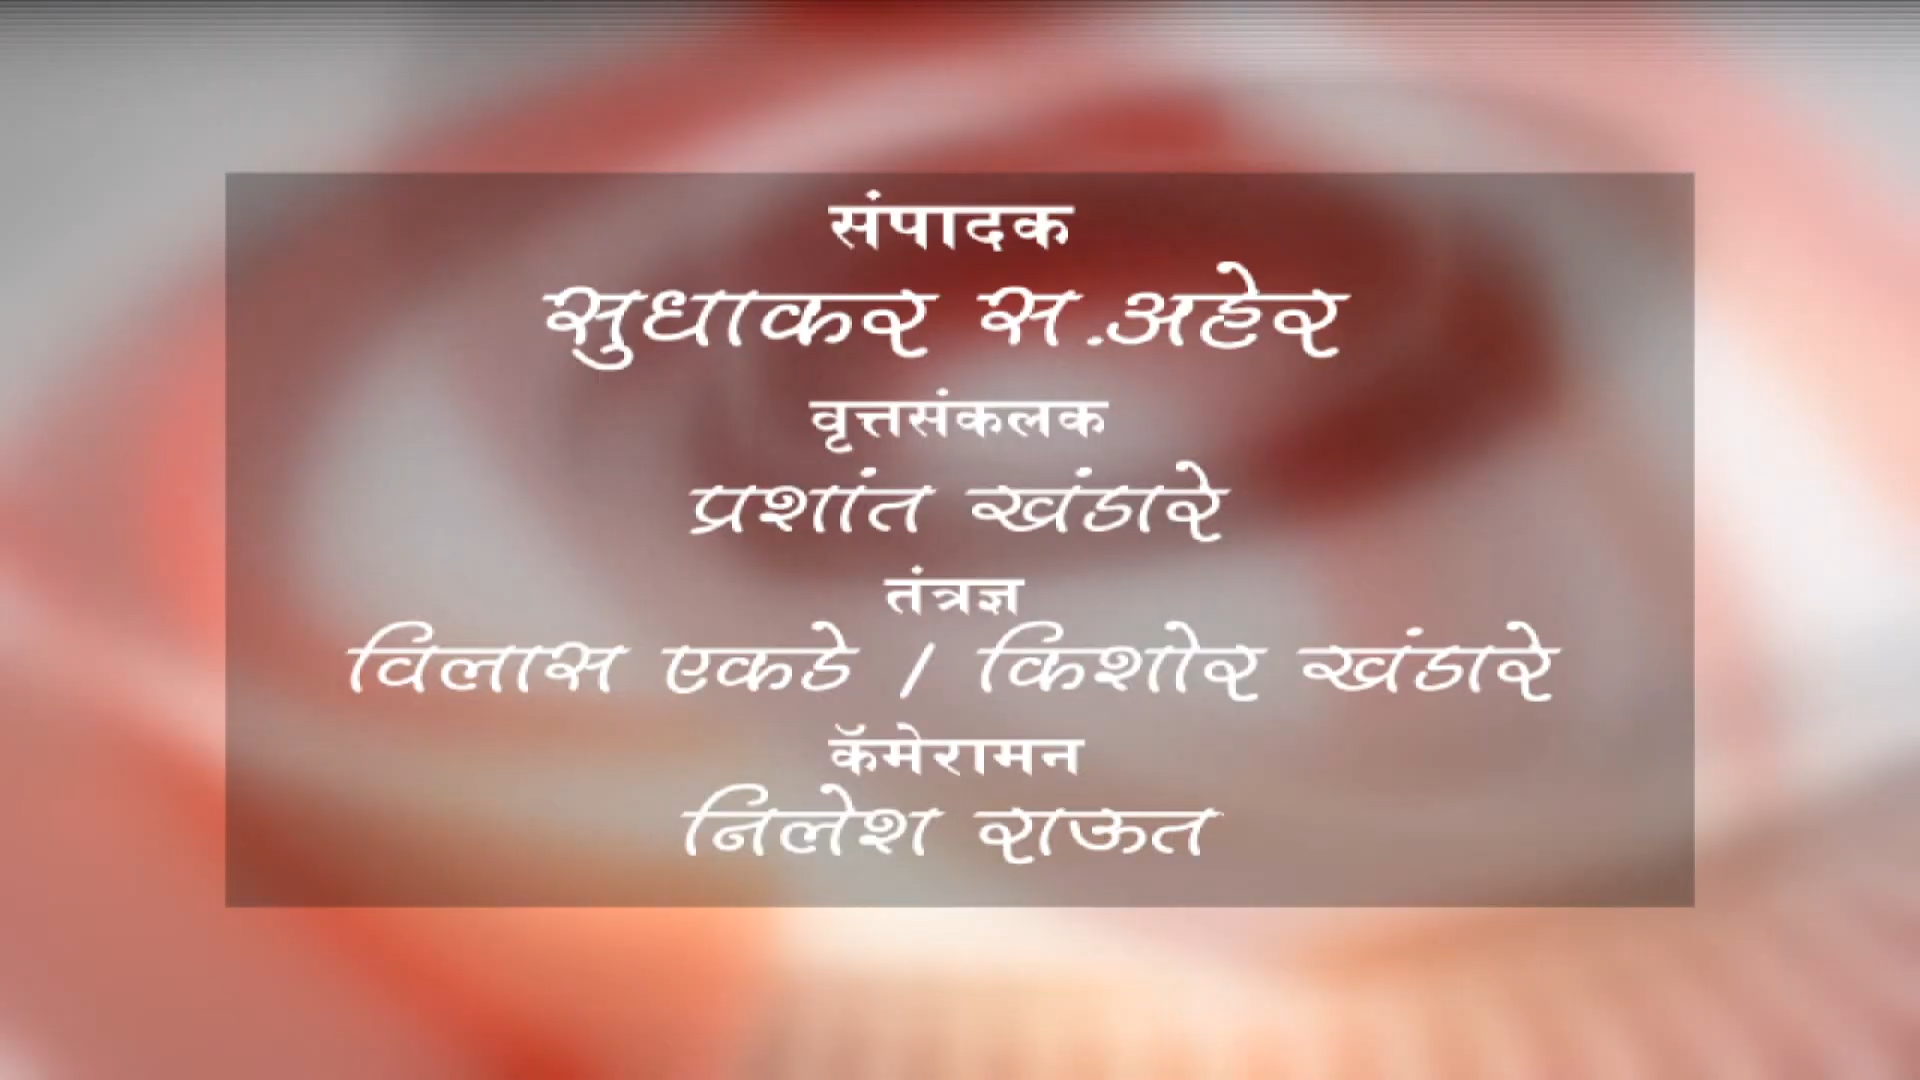 संपादक
सुधाकर स.अहेर
वृत्तसंकलक
प्रशांत खंडारे
तंत्रज्ञ
विलास एकडे / किशोर खंडारे
कॅमेरामन
निलेश राऊत